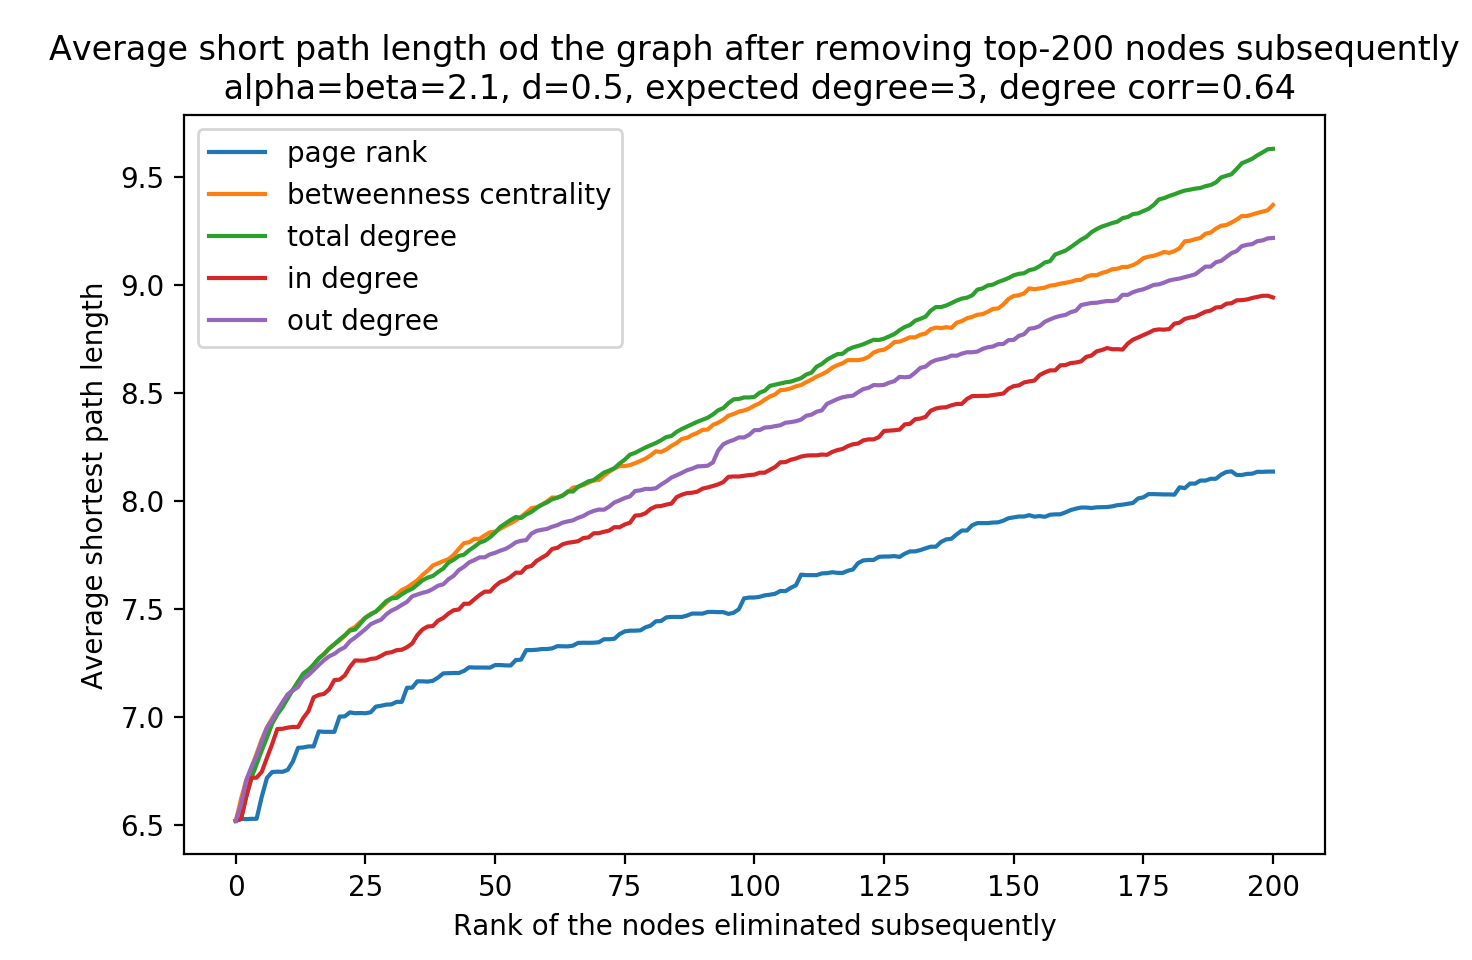 Average short path length od the graph after removing top-200 nodes subsequently
alpha=beta=2.1, d=0.5, expected degree=3, degree corr=0.64
page rank
betweenness centrality
total degree
in degree
out degree
Average shortest path length
9.5
9.0
8.5
8.0
7.5
7.0
6.5
0 25 50 75 100 125 150 175 200
Rank of the nodes eliminated subsequently